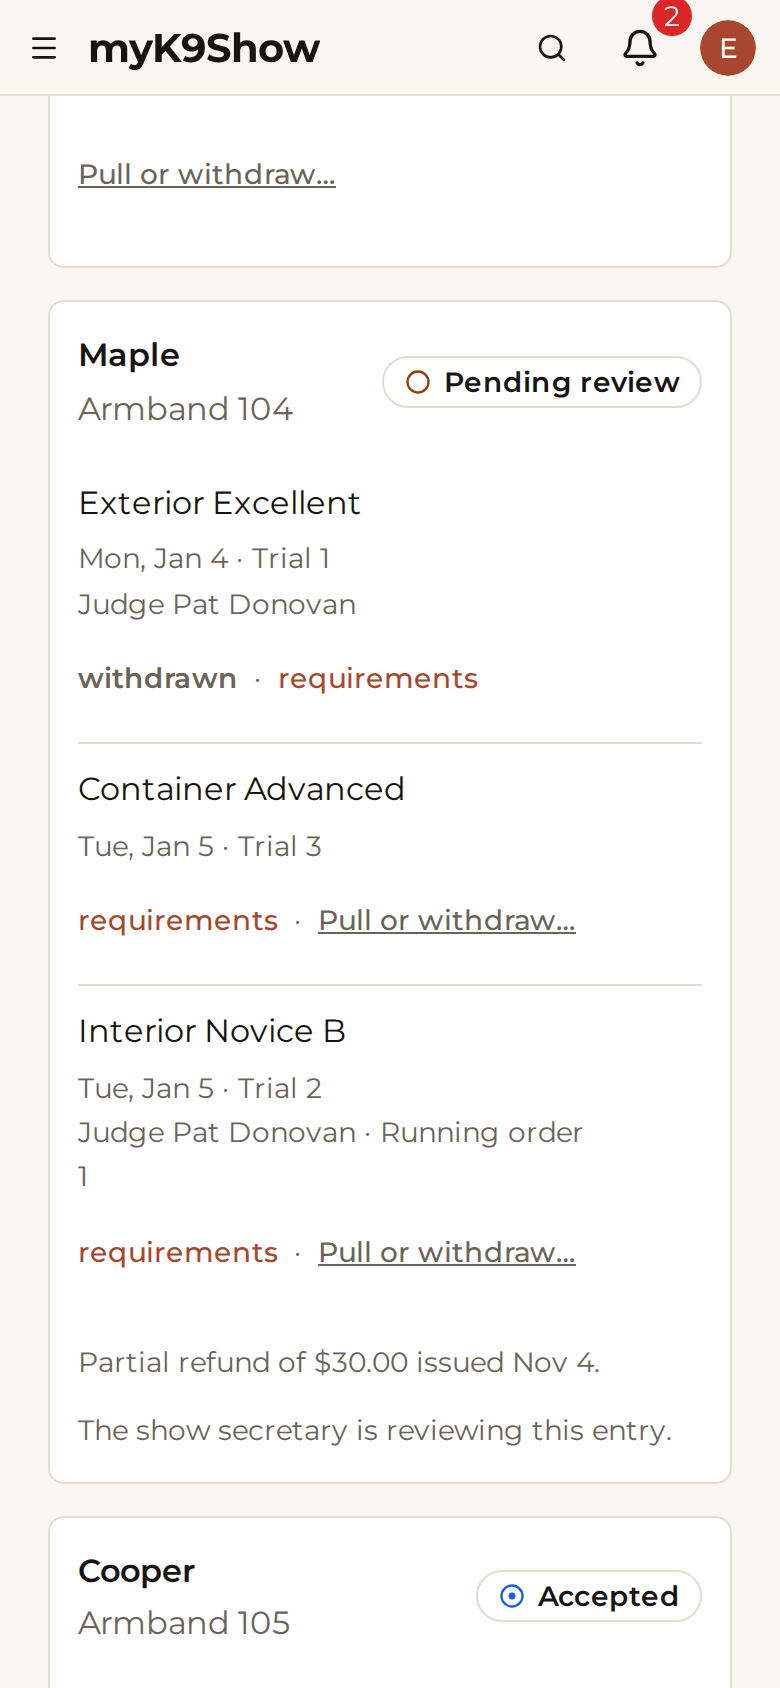 myK9Show
2
E
Pull or withdraw...
Maple
Armband 104
Pending review
Exterior Excellent
Mon, Jan 4 · Trial 1
Judge Pat Donovan
withdrawn · requirements
Container Advanced
Tue, Jan 5 · Trial 3
requirements · Pull or withdraw...
Interior Novice B
Tue, Jan 5 · Trial 2
Judge Pat Donovan · Running order
1
requirements · Pull or withdraw...
Partial refund of $30.00 issued Nov 4.
The show secretary is reviewing this entry.
Cooper
Armband 105
Accepted